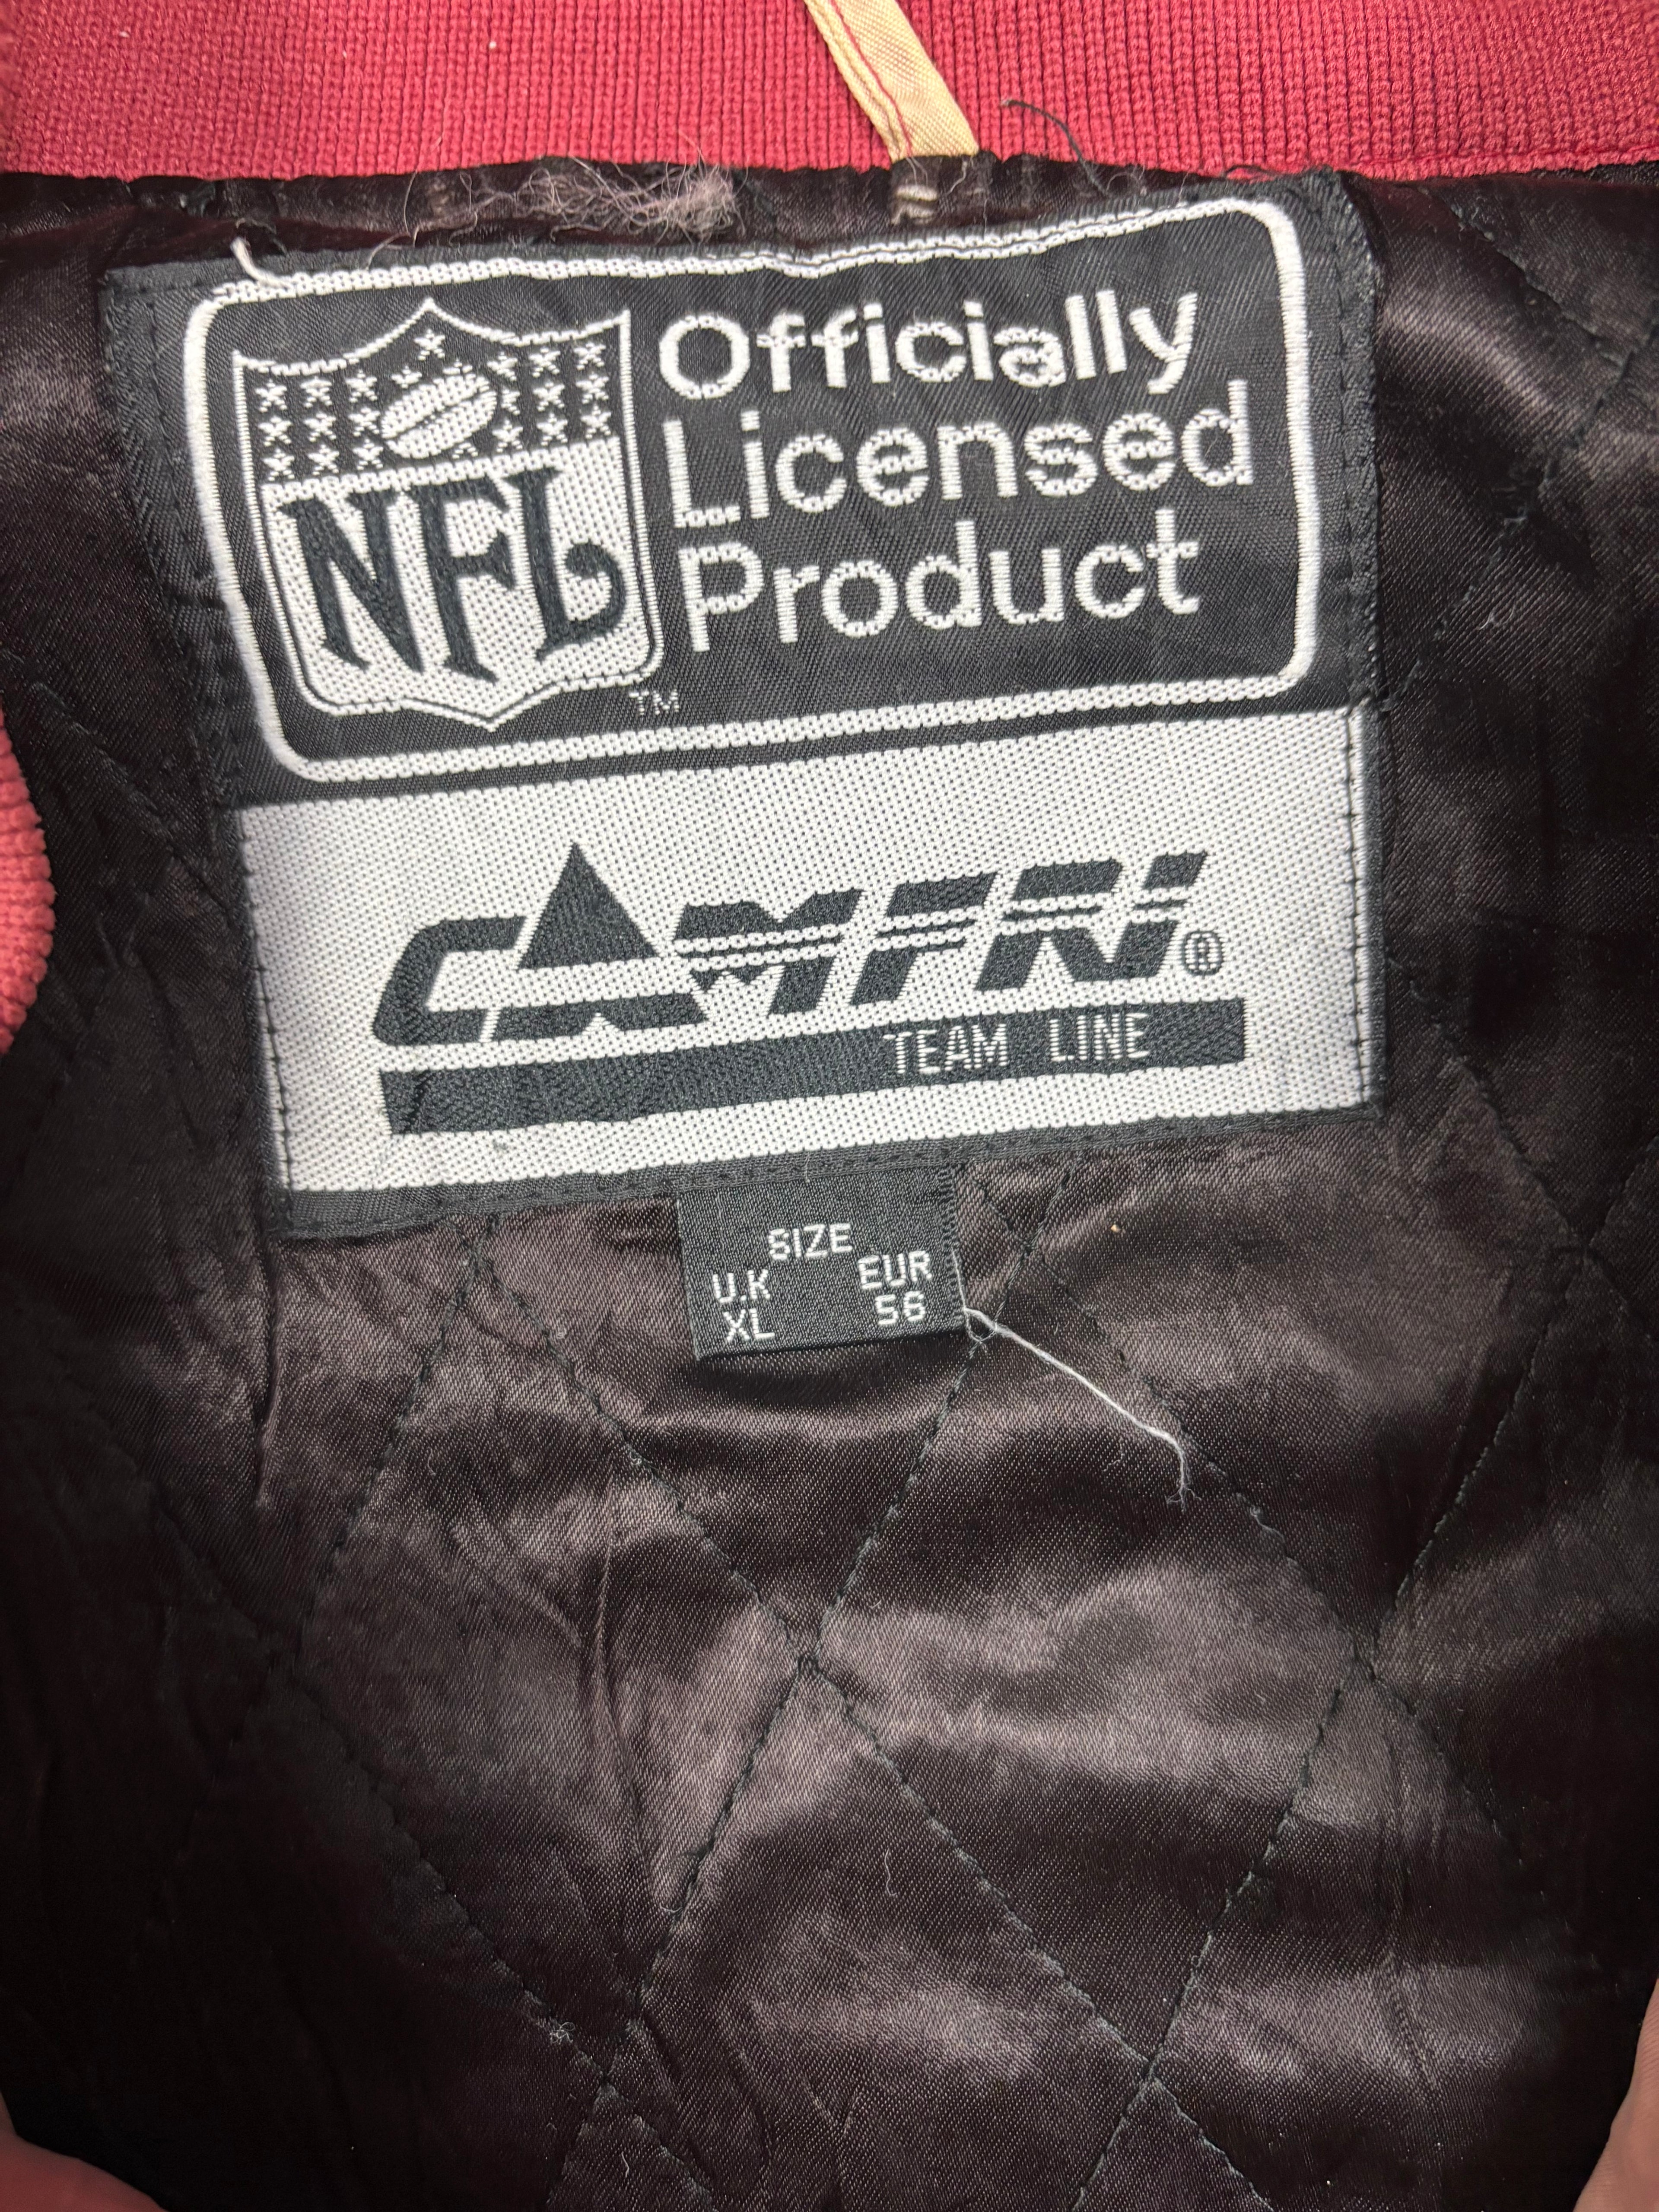 NFL
TM
Officially
Licensed
Product
CAMPRI®
TEAM LINE
SIZE
U.K EUR
XL 56